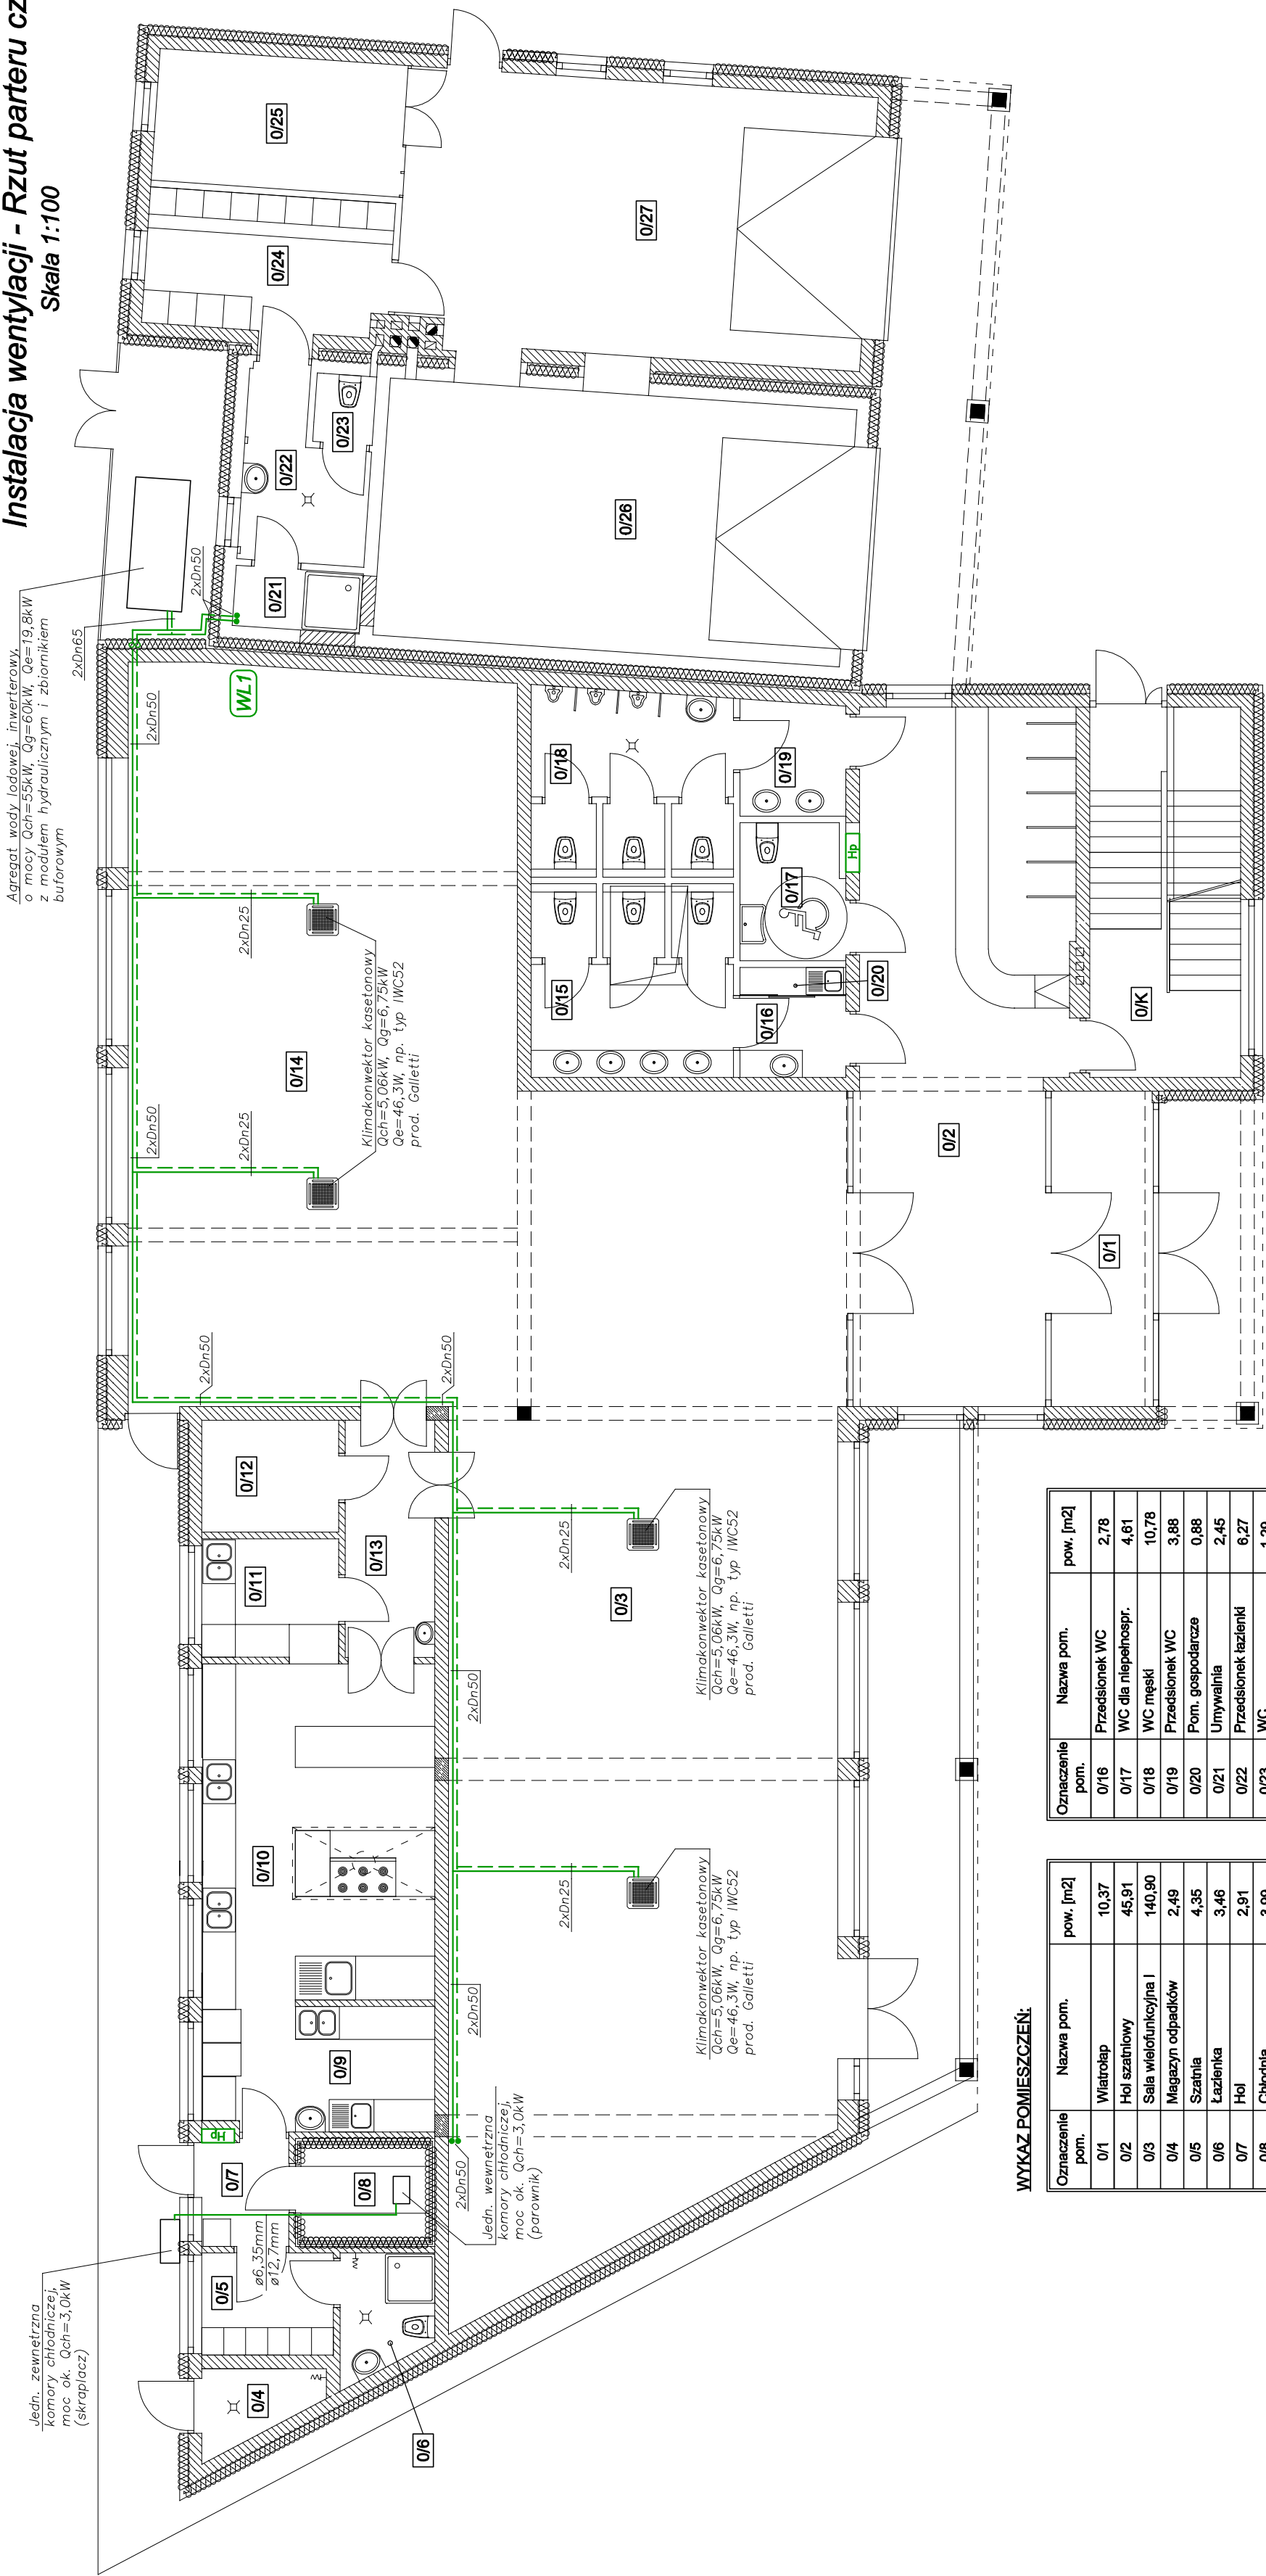 Instalacja wentylacji - Rzut parteru
Skala 1:100
Agregat wody lodowej, inwerterowy,
o mocy Qch=55kW, Qg=60kW, Qe=19,8kW
z modułem hydraulicznym i zbiornikiem
buforowym
2xDn65
2xDn50
2xDn50
WL1
0/25
0/24
0/27
0/23
0/22
0/21
0/26
2xDn25
Klimakonwektor kasetonowy
Qch=5,06kW, Qg=6,75kW
Qe=46,3W, np. typ IWC52
prod. Galletti
0/14
2xDn50
2xDn25
0/18
0/19
Hp
0/17
0/15
0/16
0/20
0/K
0/2
0/1
2xDn50
2xDn50
0/12
0/11
0/13
2xDn25
Klimakonwektor kasetonowy
Qch=5,06kW, Qg=6,75kW
Qe=46,3W, np. typ IWC52
prod. Galletti
0/3
2xDn50
0/10
2xDn25
Klimakonwektor kasetonowy
Qch=5,06kW, Qg=6,75kW
Qe=46,3W, np. typ IWC52
prod. Galletti
2xDn50
0/9
Hp
0/7
0/8
2xDn50
Jedn. wewnętrzna
komory chłodniczej,
moc ok. Qch=3,0kW
(parownik)
ø6,35mm
ø12,7mm
0/5
Jedn. zewnętrzna
komory chłodniczej,
moc ok. Qch=3,0kW
(skraplacz)
0/4
0/6
WYKAZ POMIESZCZEŃ:
Oznaczenie pom. Nazwa pom. pow. [m2]
0/1 Wiatrołap 10,37
0/2 Hol szatniowy 45,91
0/3 Sala wielofunkcyjna I 140,90
0/4 Magazyn odpadków 2,49
0/5 Szatnia 4,35
0/6 Łazienka 3,46
0/7 Hol 2,91
0/8 Chłodnia
Oznaczenie pom. Nazwa pom. pow. [m2]
0/16 Przedsionek WC 2,78
0/17 WC dla niepełnospr. 4,61
0/18 WC męski 10,78
0/19 Przedsionek WC 3,88
0/20 Pom. gospodarcze 0,88
0/21 Umywalnia 2,45
0/22 Przedsionek łazienki 6,27
0/23 WC